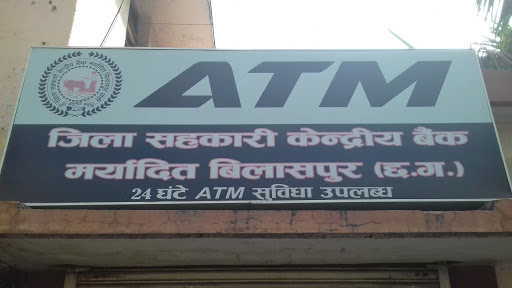 ATM
जिला सहकारी केन्द्रीय बैंक
मर्यादित बिलासपुर (छ.ग.)
24 घंटे ATM सुविधा उपलब्ध